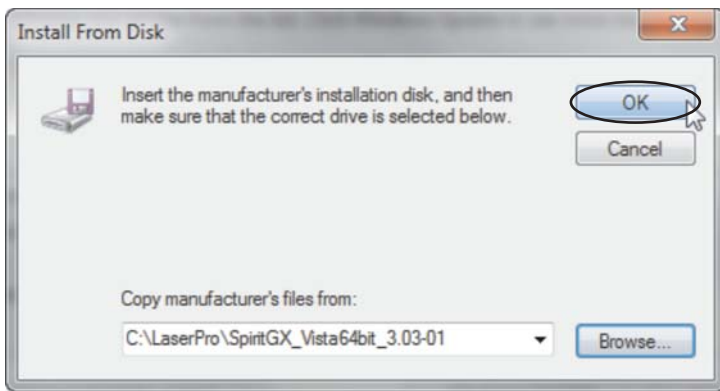 Install From Disk
Insert the manufacturer's installation disk, and then
make sure that the correct drive is selected below.
OK
Cancel
Copy manufacturer's files from:
C:\LaserPro\SpiritGX_Vista64bit_3.03-01
Browse...